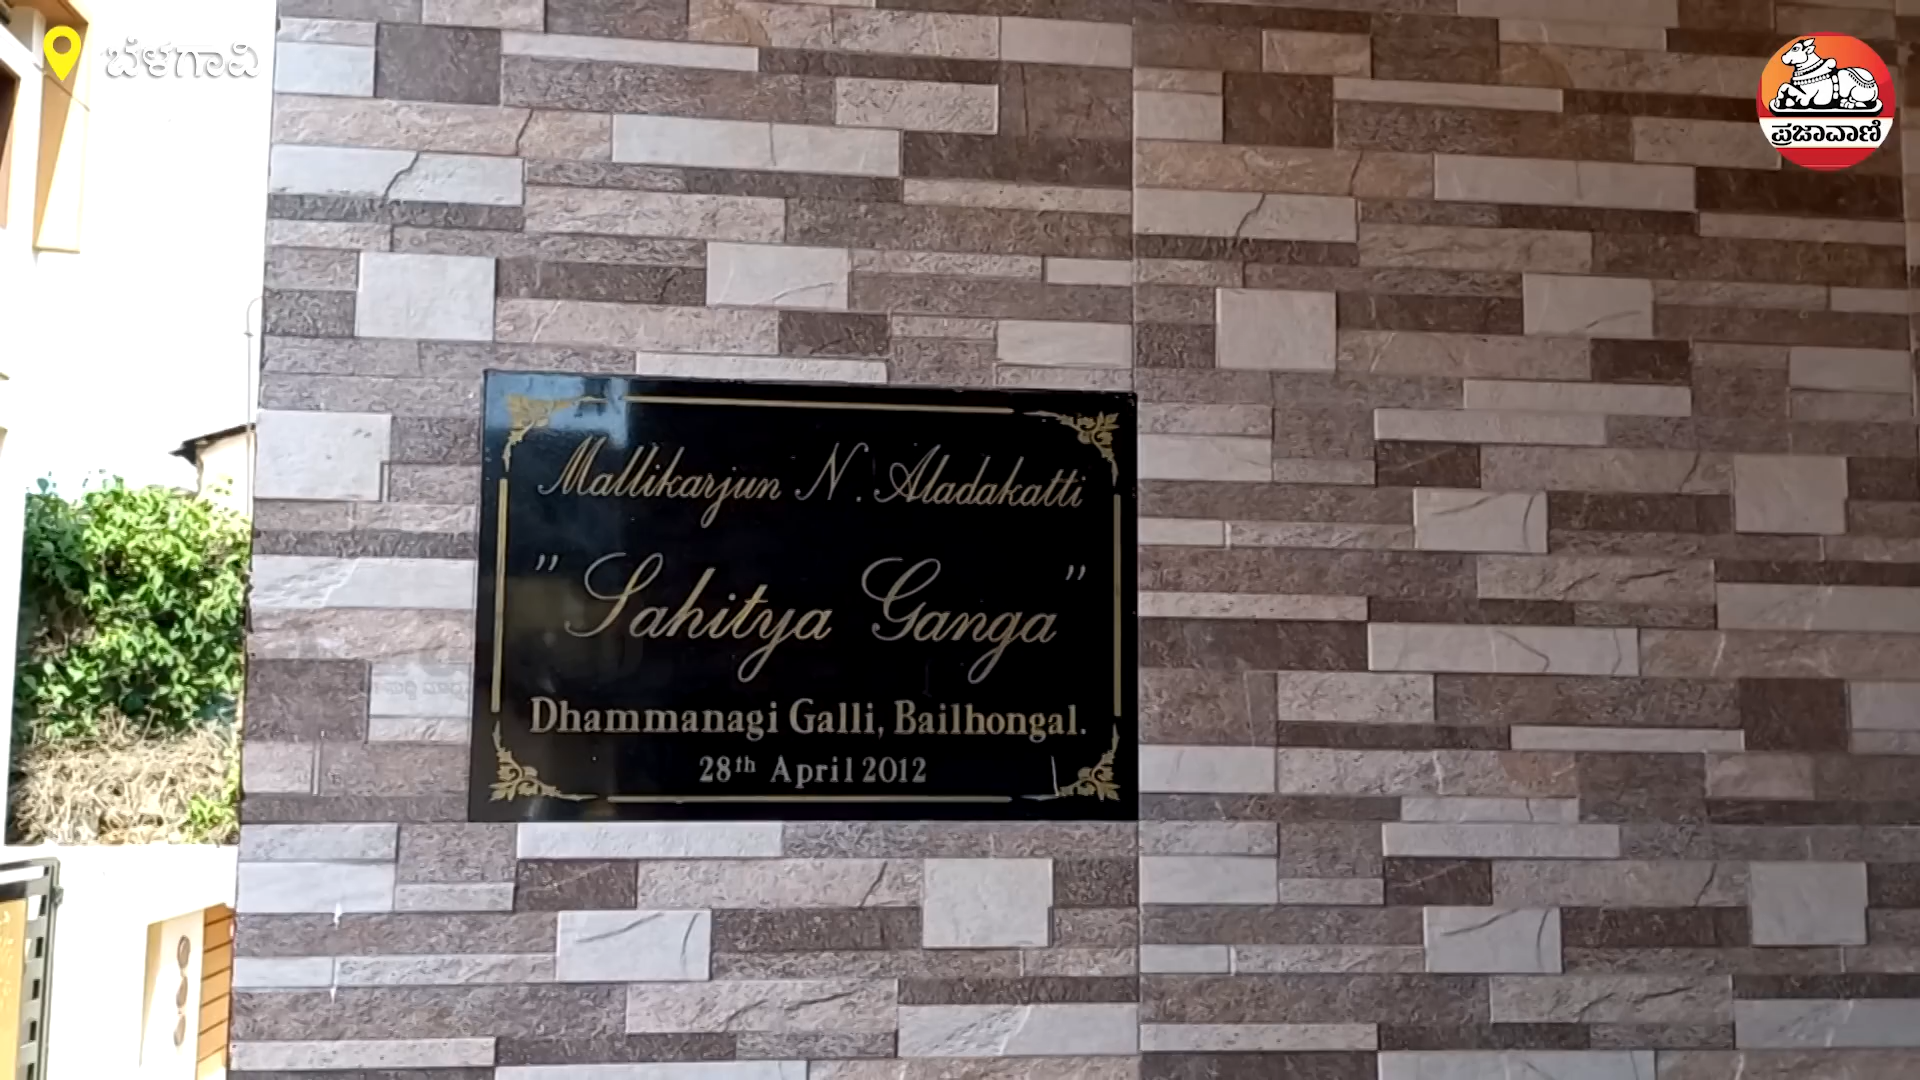 ಬೆಳಗಾವಿ
ಪ್ರಜಾವಾಣಿ
Mallikarjun N. Aladakatti
"Sahitya Ganga"
Dhammanagi Galli, Bailhongal.
28th April 2012